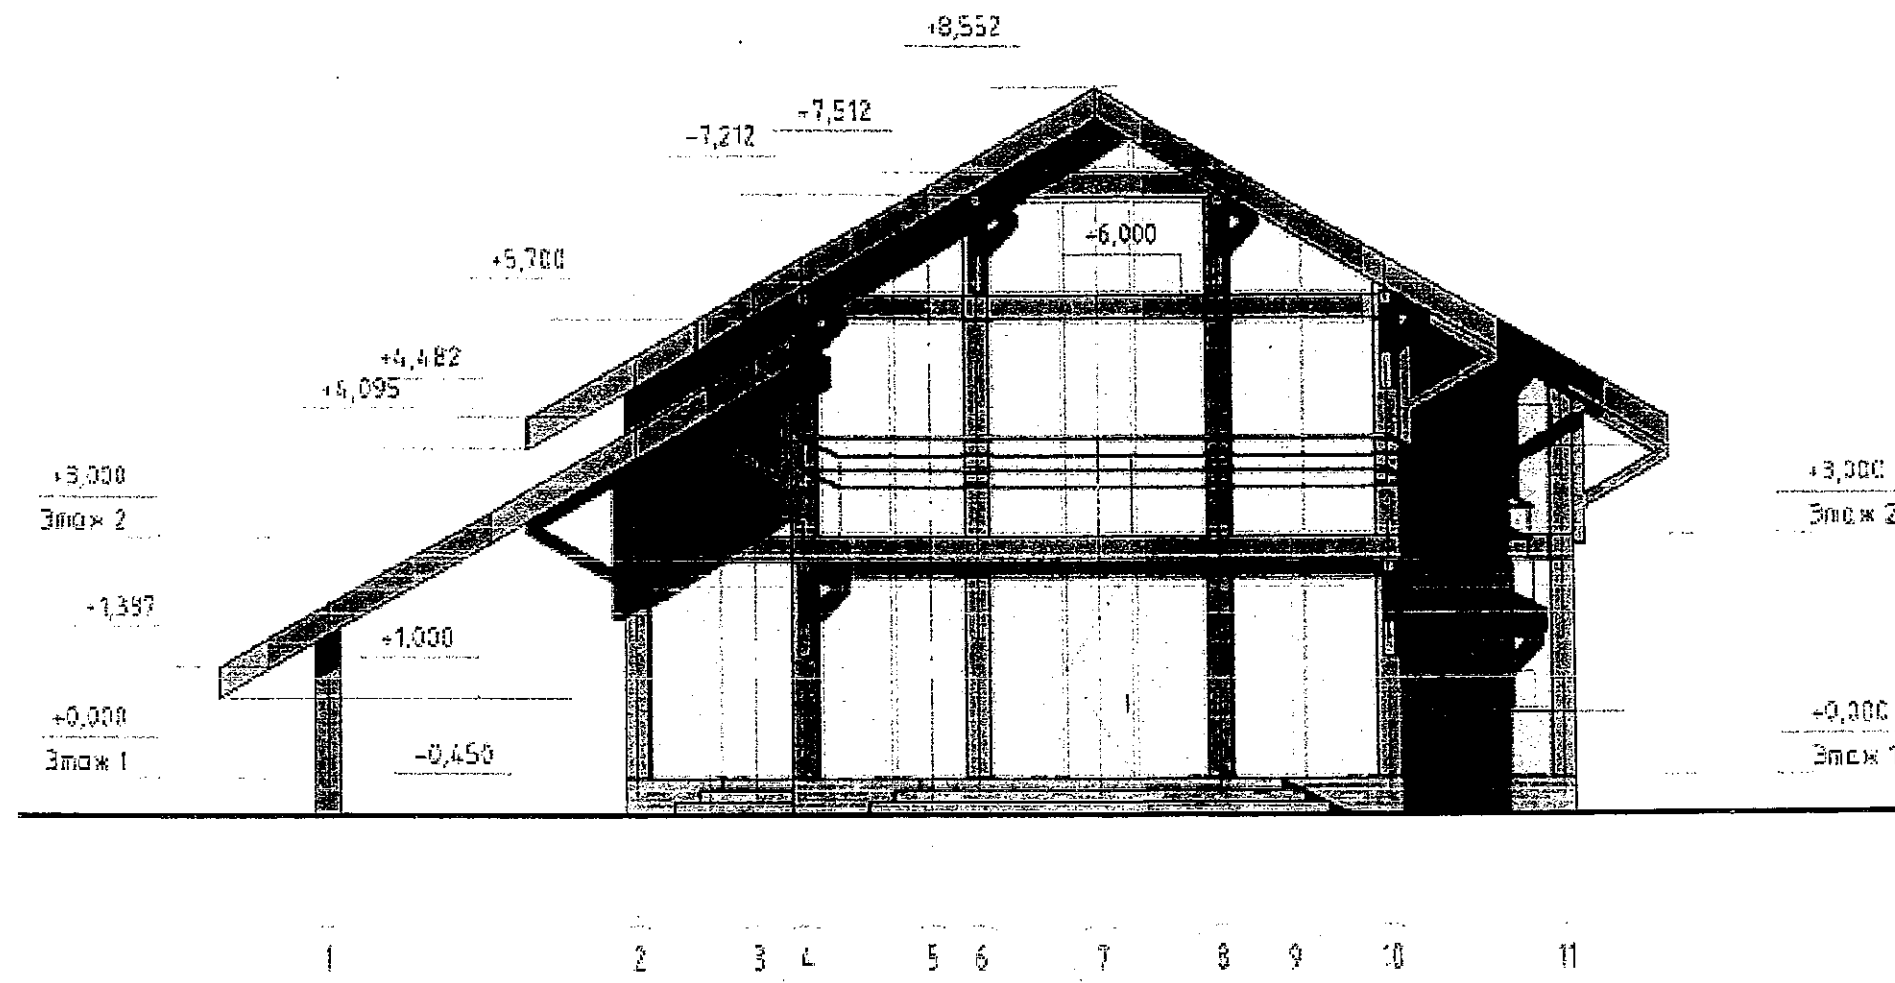 +8,552
+7,512
+7,212
+6,000
+5,700
+4,482
+4,095
+3,000
Этаж 2
+3,000
Этаж 2
+1,397
+1,000
+0,000
Этаж 1
+0,000
Этаж 1
-0,450
1 2 3 4 5 6 7 8 9 10 11